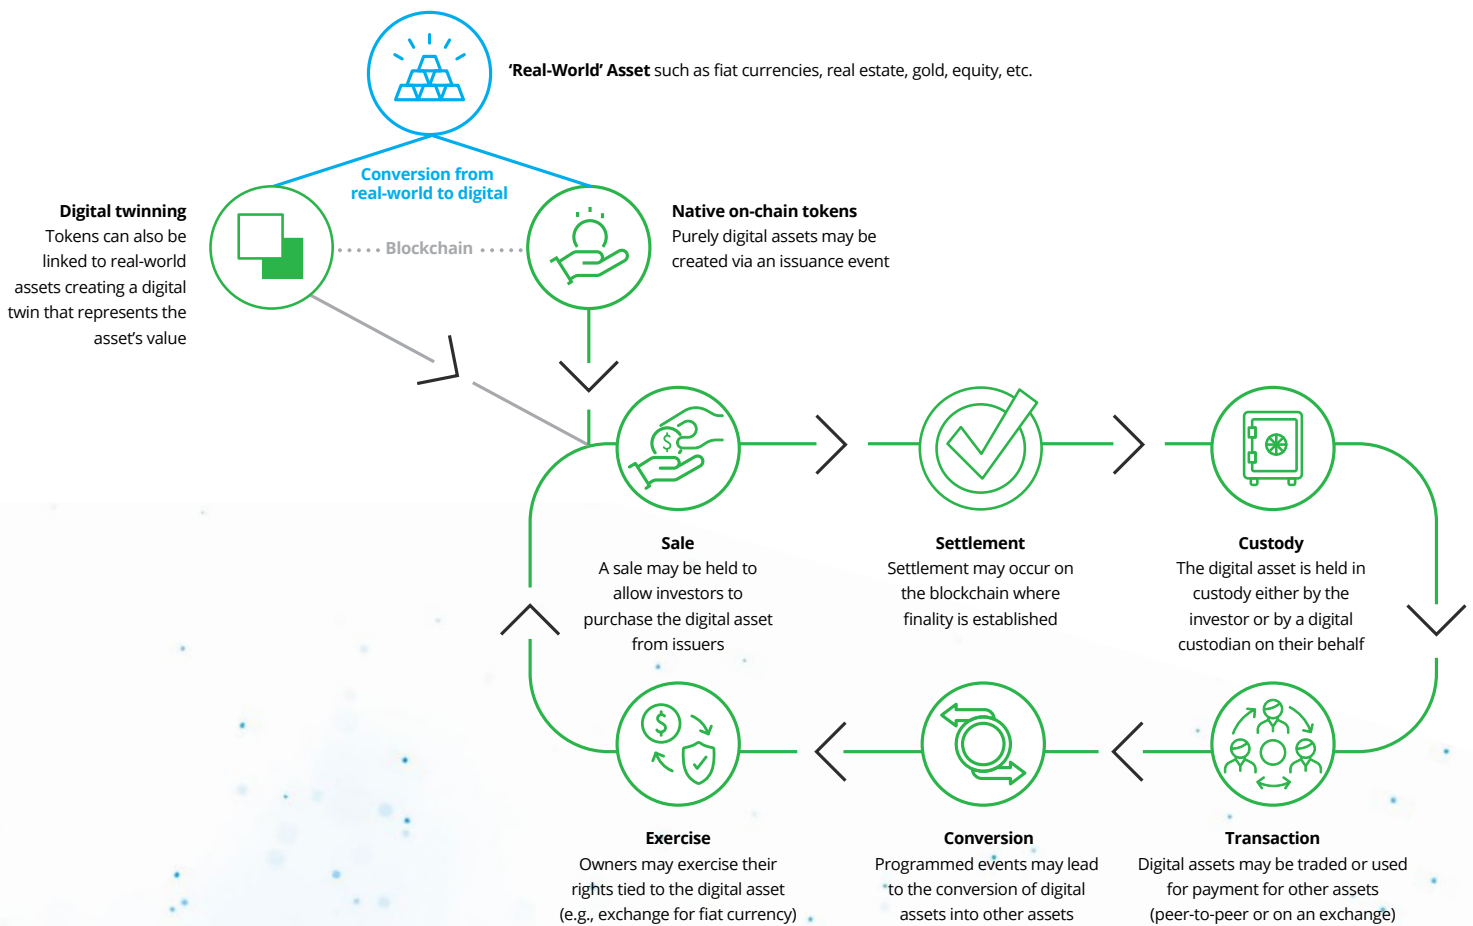 ‘Real-World’ Asset such as fiat currencies, real estate, gold, equity, etc.
Conversion from
real-world to digital
Digital twinning
Tokens can also be
linked to real-world
assets creating a digital
twin that represents the
asset’s value
Blockchain
Native on-chain tokens
Purely digital assets may be
created via an issuance event
$
Sale
A sale may be held to
allow investors to
purchase the digital asset
from issuers
Settlement
Settlement may occur on
the blockchain where
finality is established
Custody
The digital asset is held in
custody either by the
investor or by a digital
custodian on their behalf
$
Exercise
Owners may exercise their
rights tied to the digital asset
(e.g., exchange for fiat currency)
Conversion
Programmed events may lead
to the conversion of digital
assets into other assets
Transaction
Digital assets may be traded or used
for payment for other assets
(peer-to-peer or on an exchange)